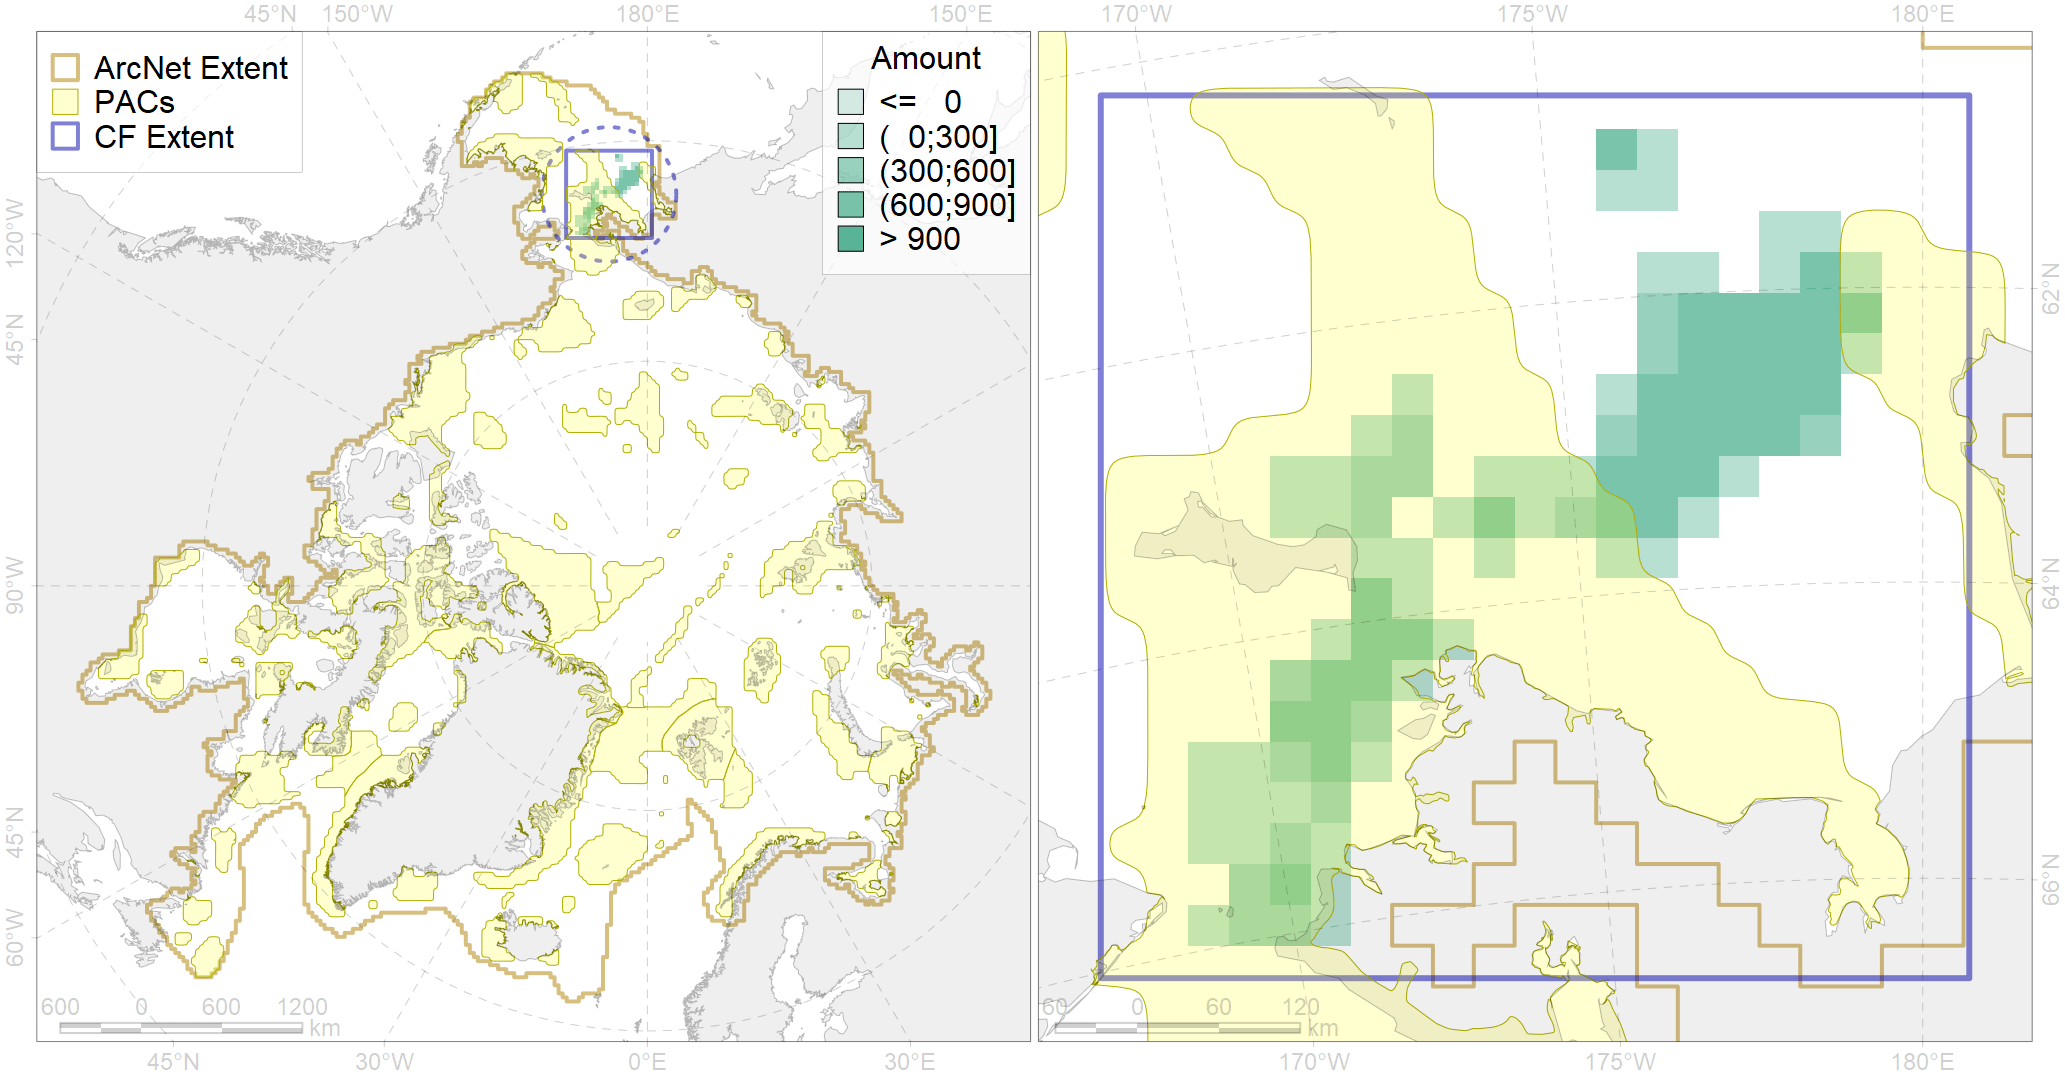 45°N 150°W 180°E 150°E 170°W 175°W 180°E
ArcNet Extent
PACs
CF Extent
Amount
<= 0
( 0;300]
(300;600]
(600;900]
> 900
120°W
45°N
90°W
45°N
60°W
62°N
64°N
66°N
600 0 600 1200
km
60 0 60 120
km
45°N 30°W 0°E 30°E 170°W 175°W 180°E